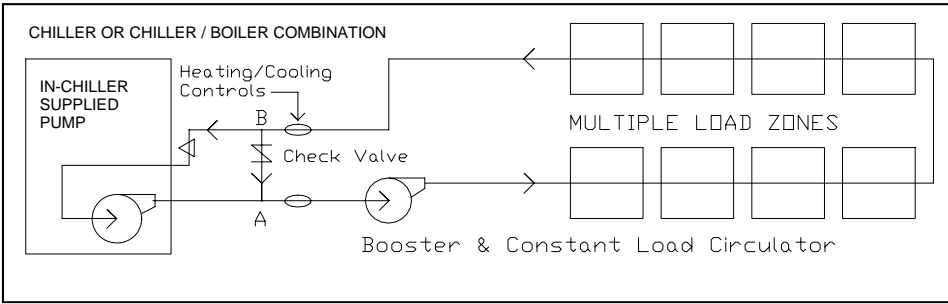 CHILLER OR CHILLER / BOILER COMBINATION
IN-CHILLER
SUPPLIED
PUMP
Heating/Cooling
Controls
B
Check Valve
A
MULTIPLE LOAD ZONES
Booster & Constant Load Circulator